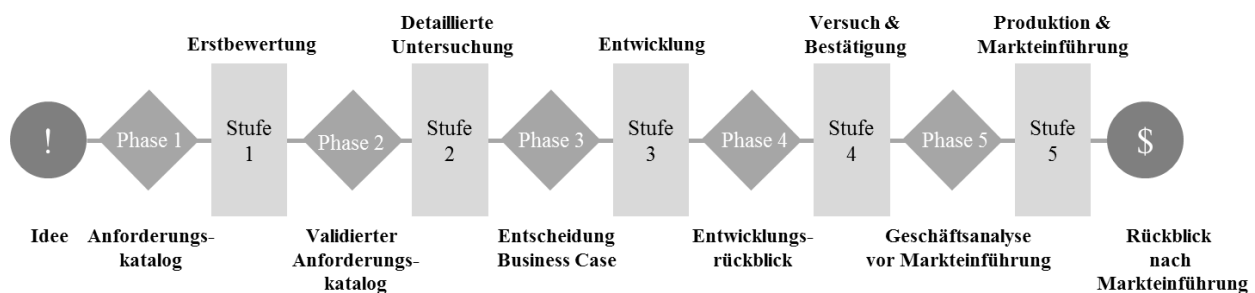 Erstbewertung
Detaillierte
Untersuchung
Entwicklung
Versuch &
Bestätigung
Produktion &
Markteinführung
!
Phase 1
Stufe
1
Phase 2
Stufe
2
Phase 3
Stufe
3
Phase 4
Stufe
4
Phase 5
Stufe
5
$
Idee
Anforderungs-
katalog
Validierter
Anforderungs-
katalog
Entscheidung
Business Case
Entwicklungs-
rückblick
Geschäftsanalyse
vor Markteinführung
Rückblick
nach
Markteinführung